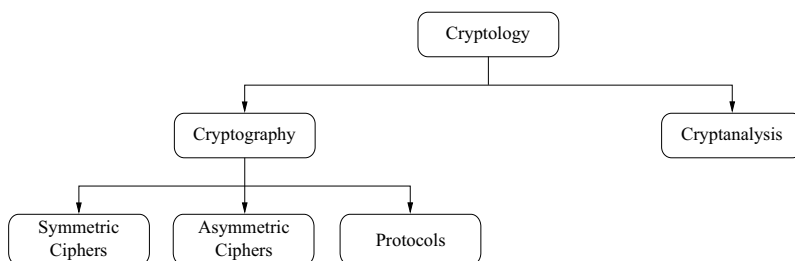 Cryptology
Cryptography
Cryptanalysis
Symmetric
Ciphers
Asymmetric
Ciphers
Protocols